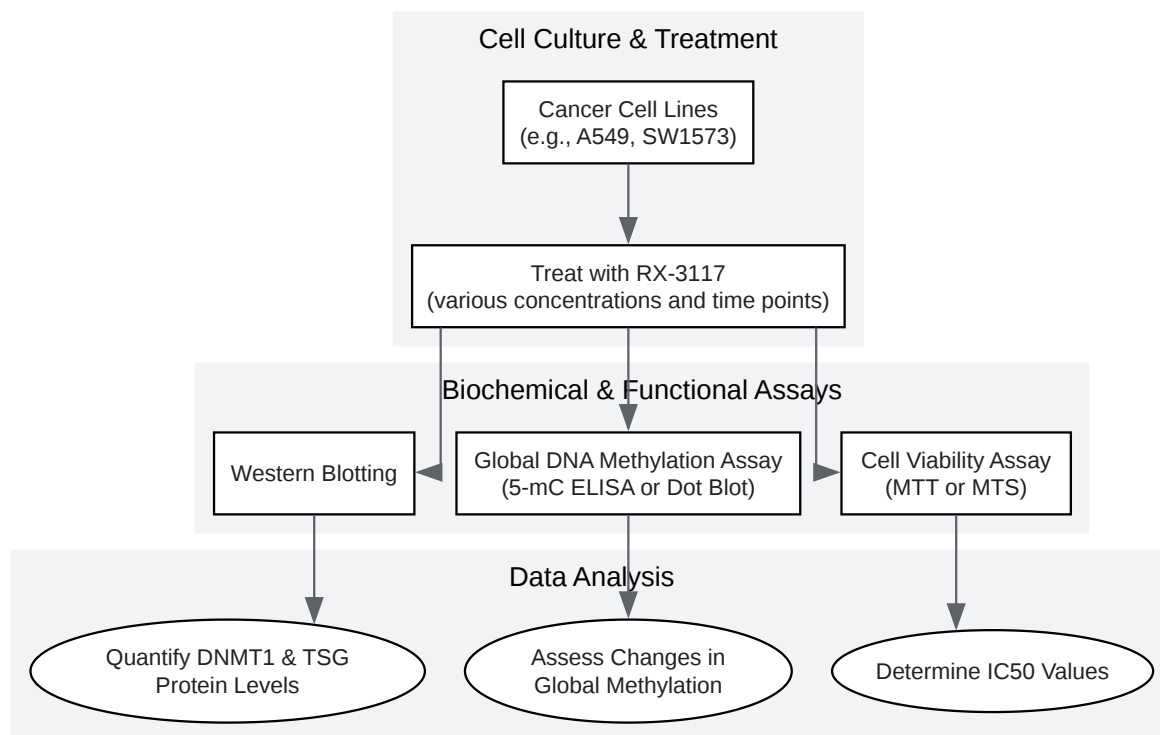 Cell Culture & Treatment
Cancer Cell Lines
(e.g., A549, SW1573)
Treat with RX-3117
(various concentrations and time points)
Biochemical & Functional Assays
Western Blotting
Global DNA Methylation Assay
(5-mC ELISA or Dot Blot)
Cell Viability Assay
(MTT or MTS)
Data Analysis
Quantify DNMT1 & TSG
Protein Levels
Assess Changes in
Global Methylation
Determine IC50 Values